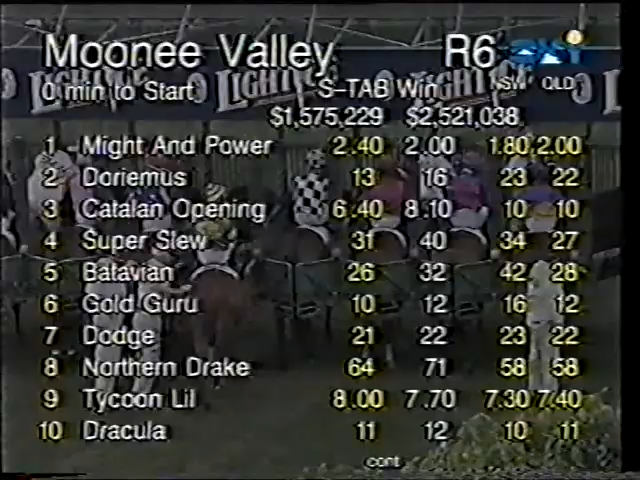 Moonee Valley R6 SKY
0 min to Start S-TAB Win NSW QLD
$1,575,229 $2,521,038
1 Might And Power 2.40 2.00 1.80 2.00
2 Doriemus 13 16 23 22
3 Catalan Opening 6.40 8.10 10 10
4 Super Slew 31 40 34 27
5 Batavian 26 32 42 28
6 Gold Guru 10 12 16 12
7 Dodge 21 22 23 22
8 Northern Drake 64 71 58 58
9 Tycoon Lil 8.00 7.70 7.30 7.40
10 Dracula 11 12 10 11
cont